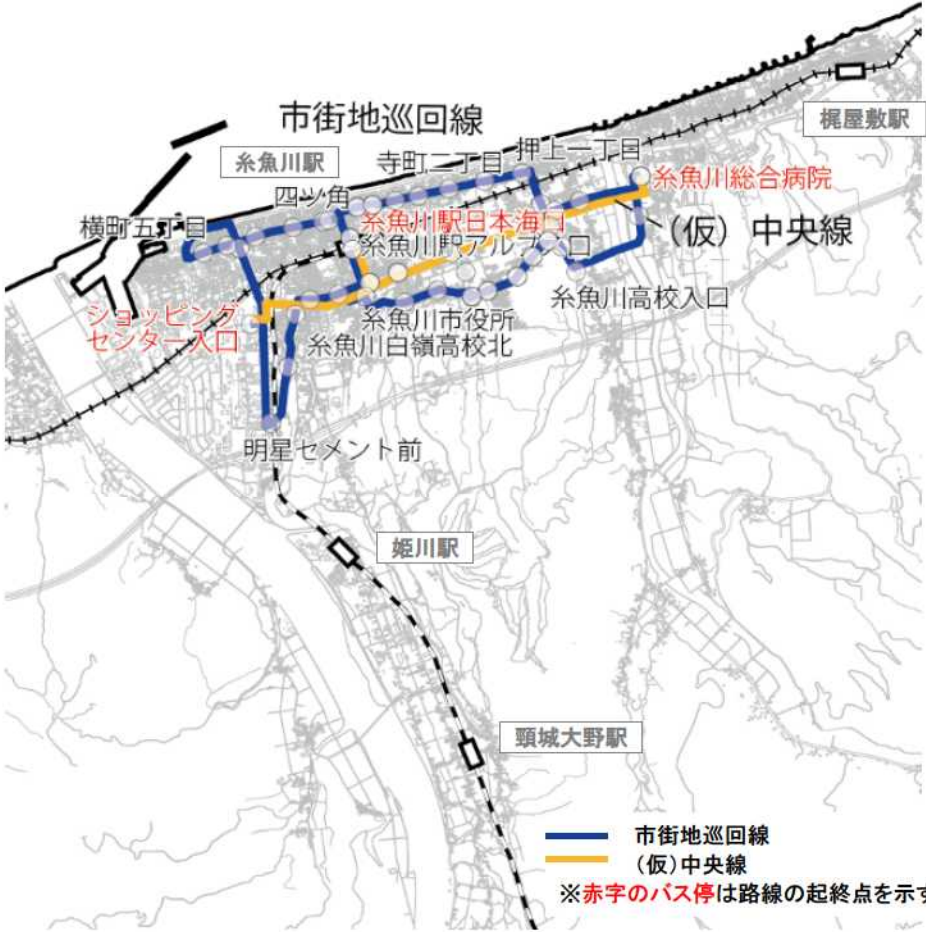 市街地巡回線
梶屋敷駅
糸魚川駅
寺町二丁目
押上一丁目
四ツ角
糸魚川総合病院
横町五丁目
糸魚川駅日本海口
(仮)中央線
糸魚川駅アルプス口
糸魚川高校入口
ショッピング
センター入口
糸魚川市役所
糸魚川白嶺高校北
明星セメント前
姫川駅
頸城大野駅
市街地巡回線
(仮)中央線
※赤字のバス停は路線の起終点を示す